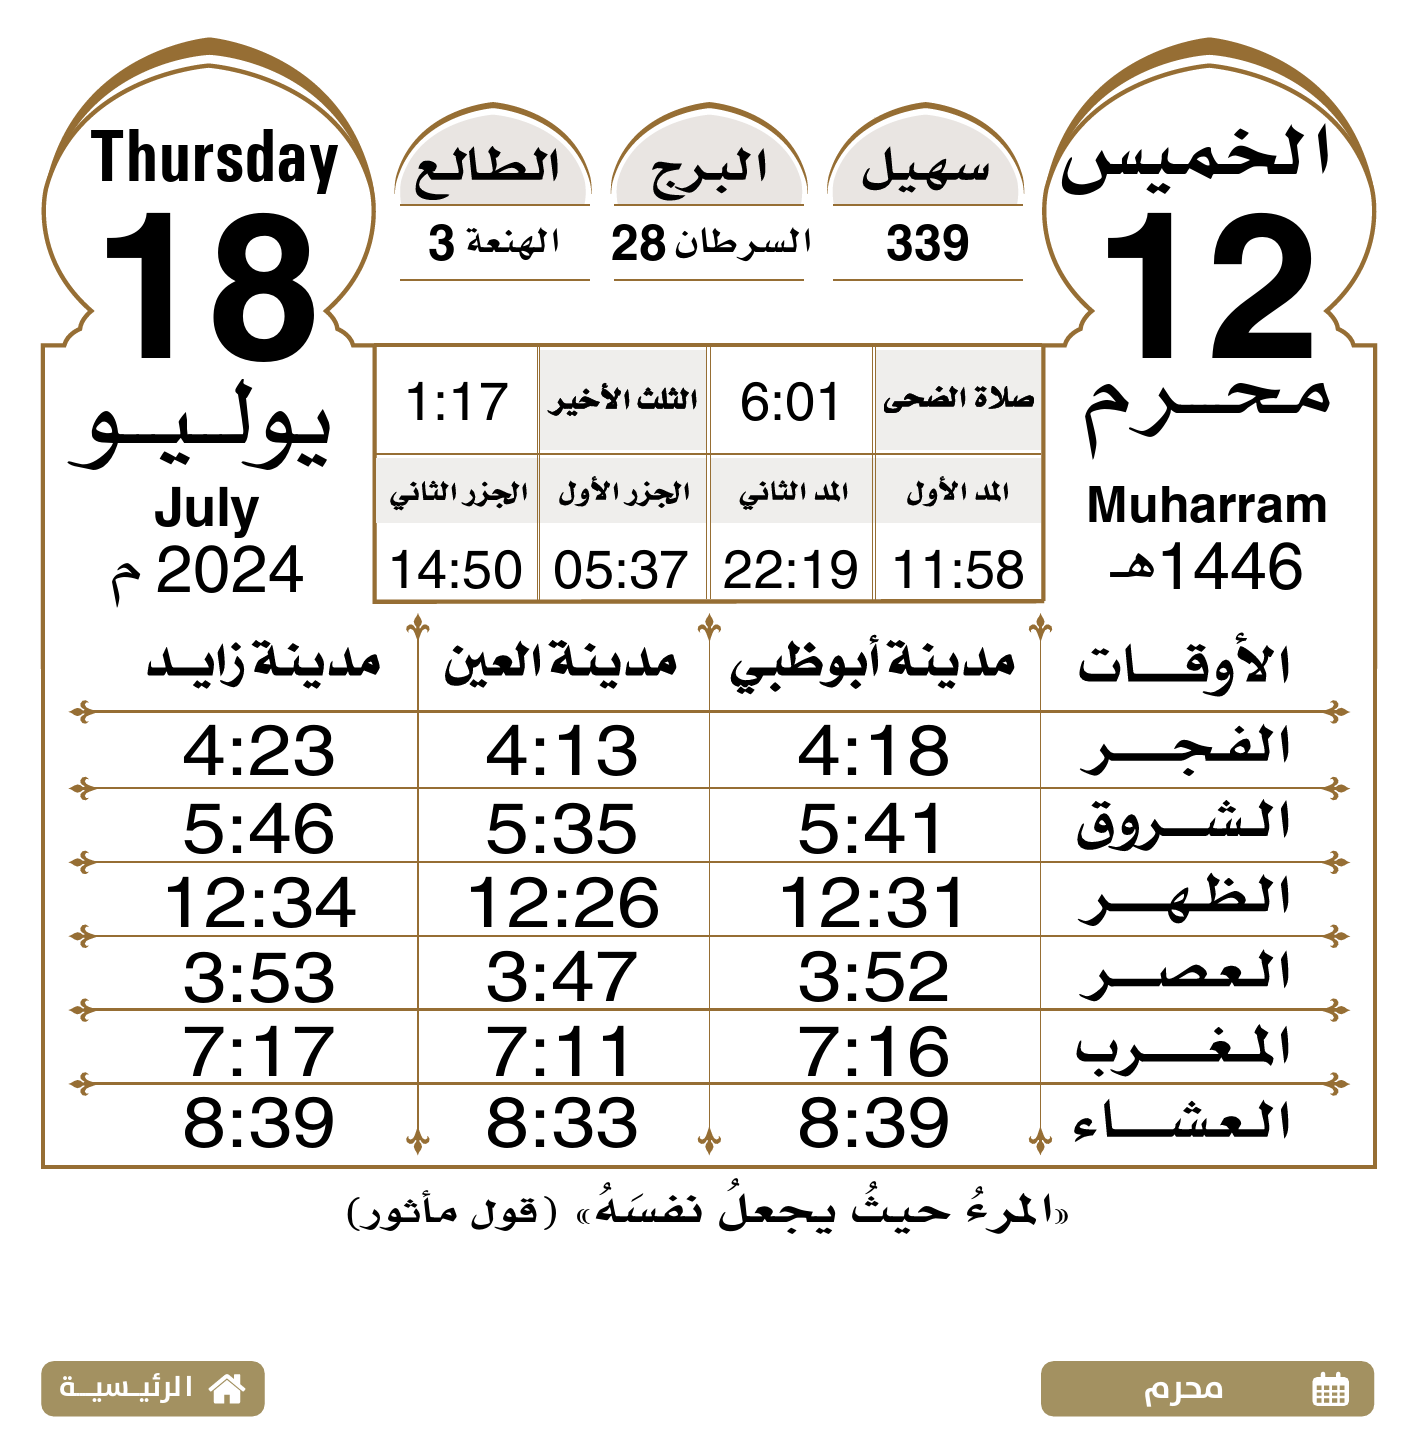 الخميس
12
محرم
Muharram
1446هـ
سهيل
339
البرج
السرطان 28
الطالع
الهنعة 3
Thursday
18
يوليو
July
2024 م
صلاة الضحى 6:01 الثلث الأخير 1:17
المد الأول المد الثاني الجزر الأول الجزر الثاني
11:58 22:19 05:37 14:50
الأوقات مدينة أبوظبي مدينة العين مدينة زايد
الفجر 4:18 4:13 4:23
الشروق 5:41 5:35 5:46
الظهر 12:31 12:26 12:34
العصر 3:52 3:47 3:53
المغرب 7:16 7:11 7:17
العشاء 8:39 8:33 8:39
«المرءُ حيثُ يجعلُ نفسَهُ» (قول مأثور)
محرم
الرئيسية